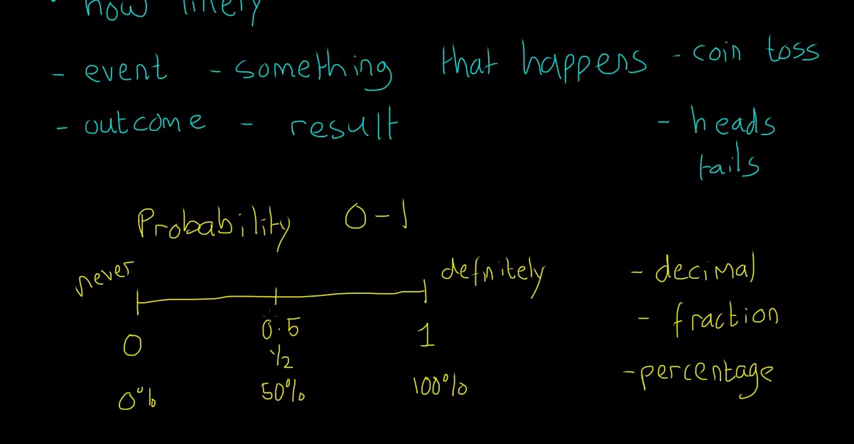 - how likely
- event - something that happens - coin toss
- outcome - result - heads
tails
Probability 0-1
never definitely - decimal
0 0.5 1 - fraction
1/2
0% 50% 100% - percentage